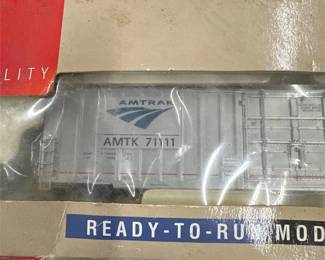 LITY
AMTRAK
AMTK 71111
READY-TO-RUN MOD